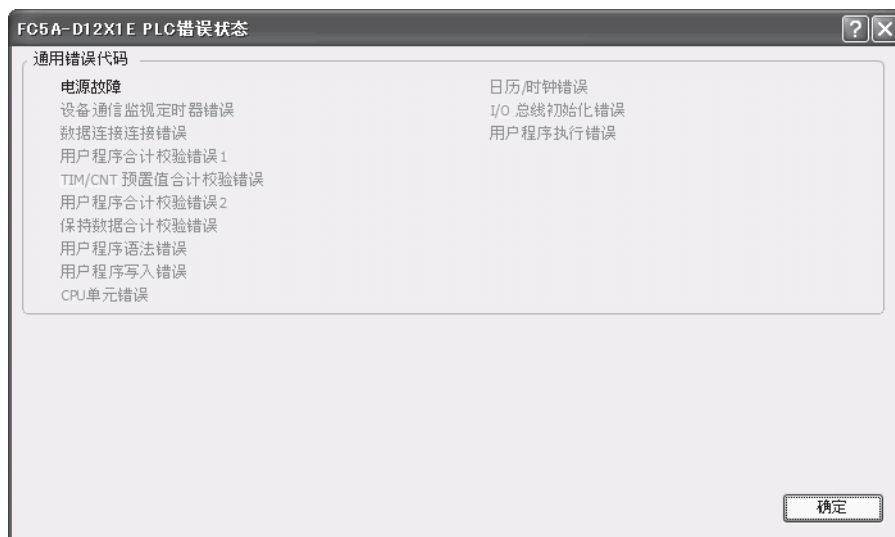 FC5A-D12X1E PLC错误状态
通用错误代码
电源故障
设备通信监视定时器错误
数据连接连接错误
用户程序合计校验错误1
TIM/CNT 预置值合计校验错误
用户程序合计校验错误2
保持数据合计校验错误
用户程序语法错误
用户程序写入错误
CPU单元错误
日历/时钟错误
I/O 总线初始化错误
用户程序执行错误
确定